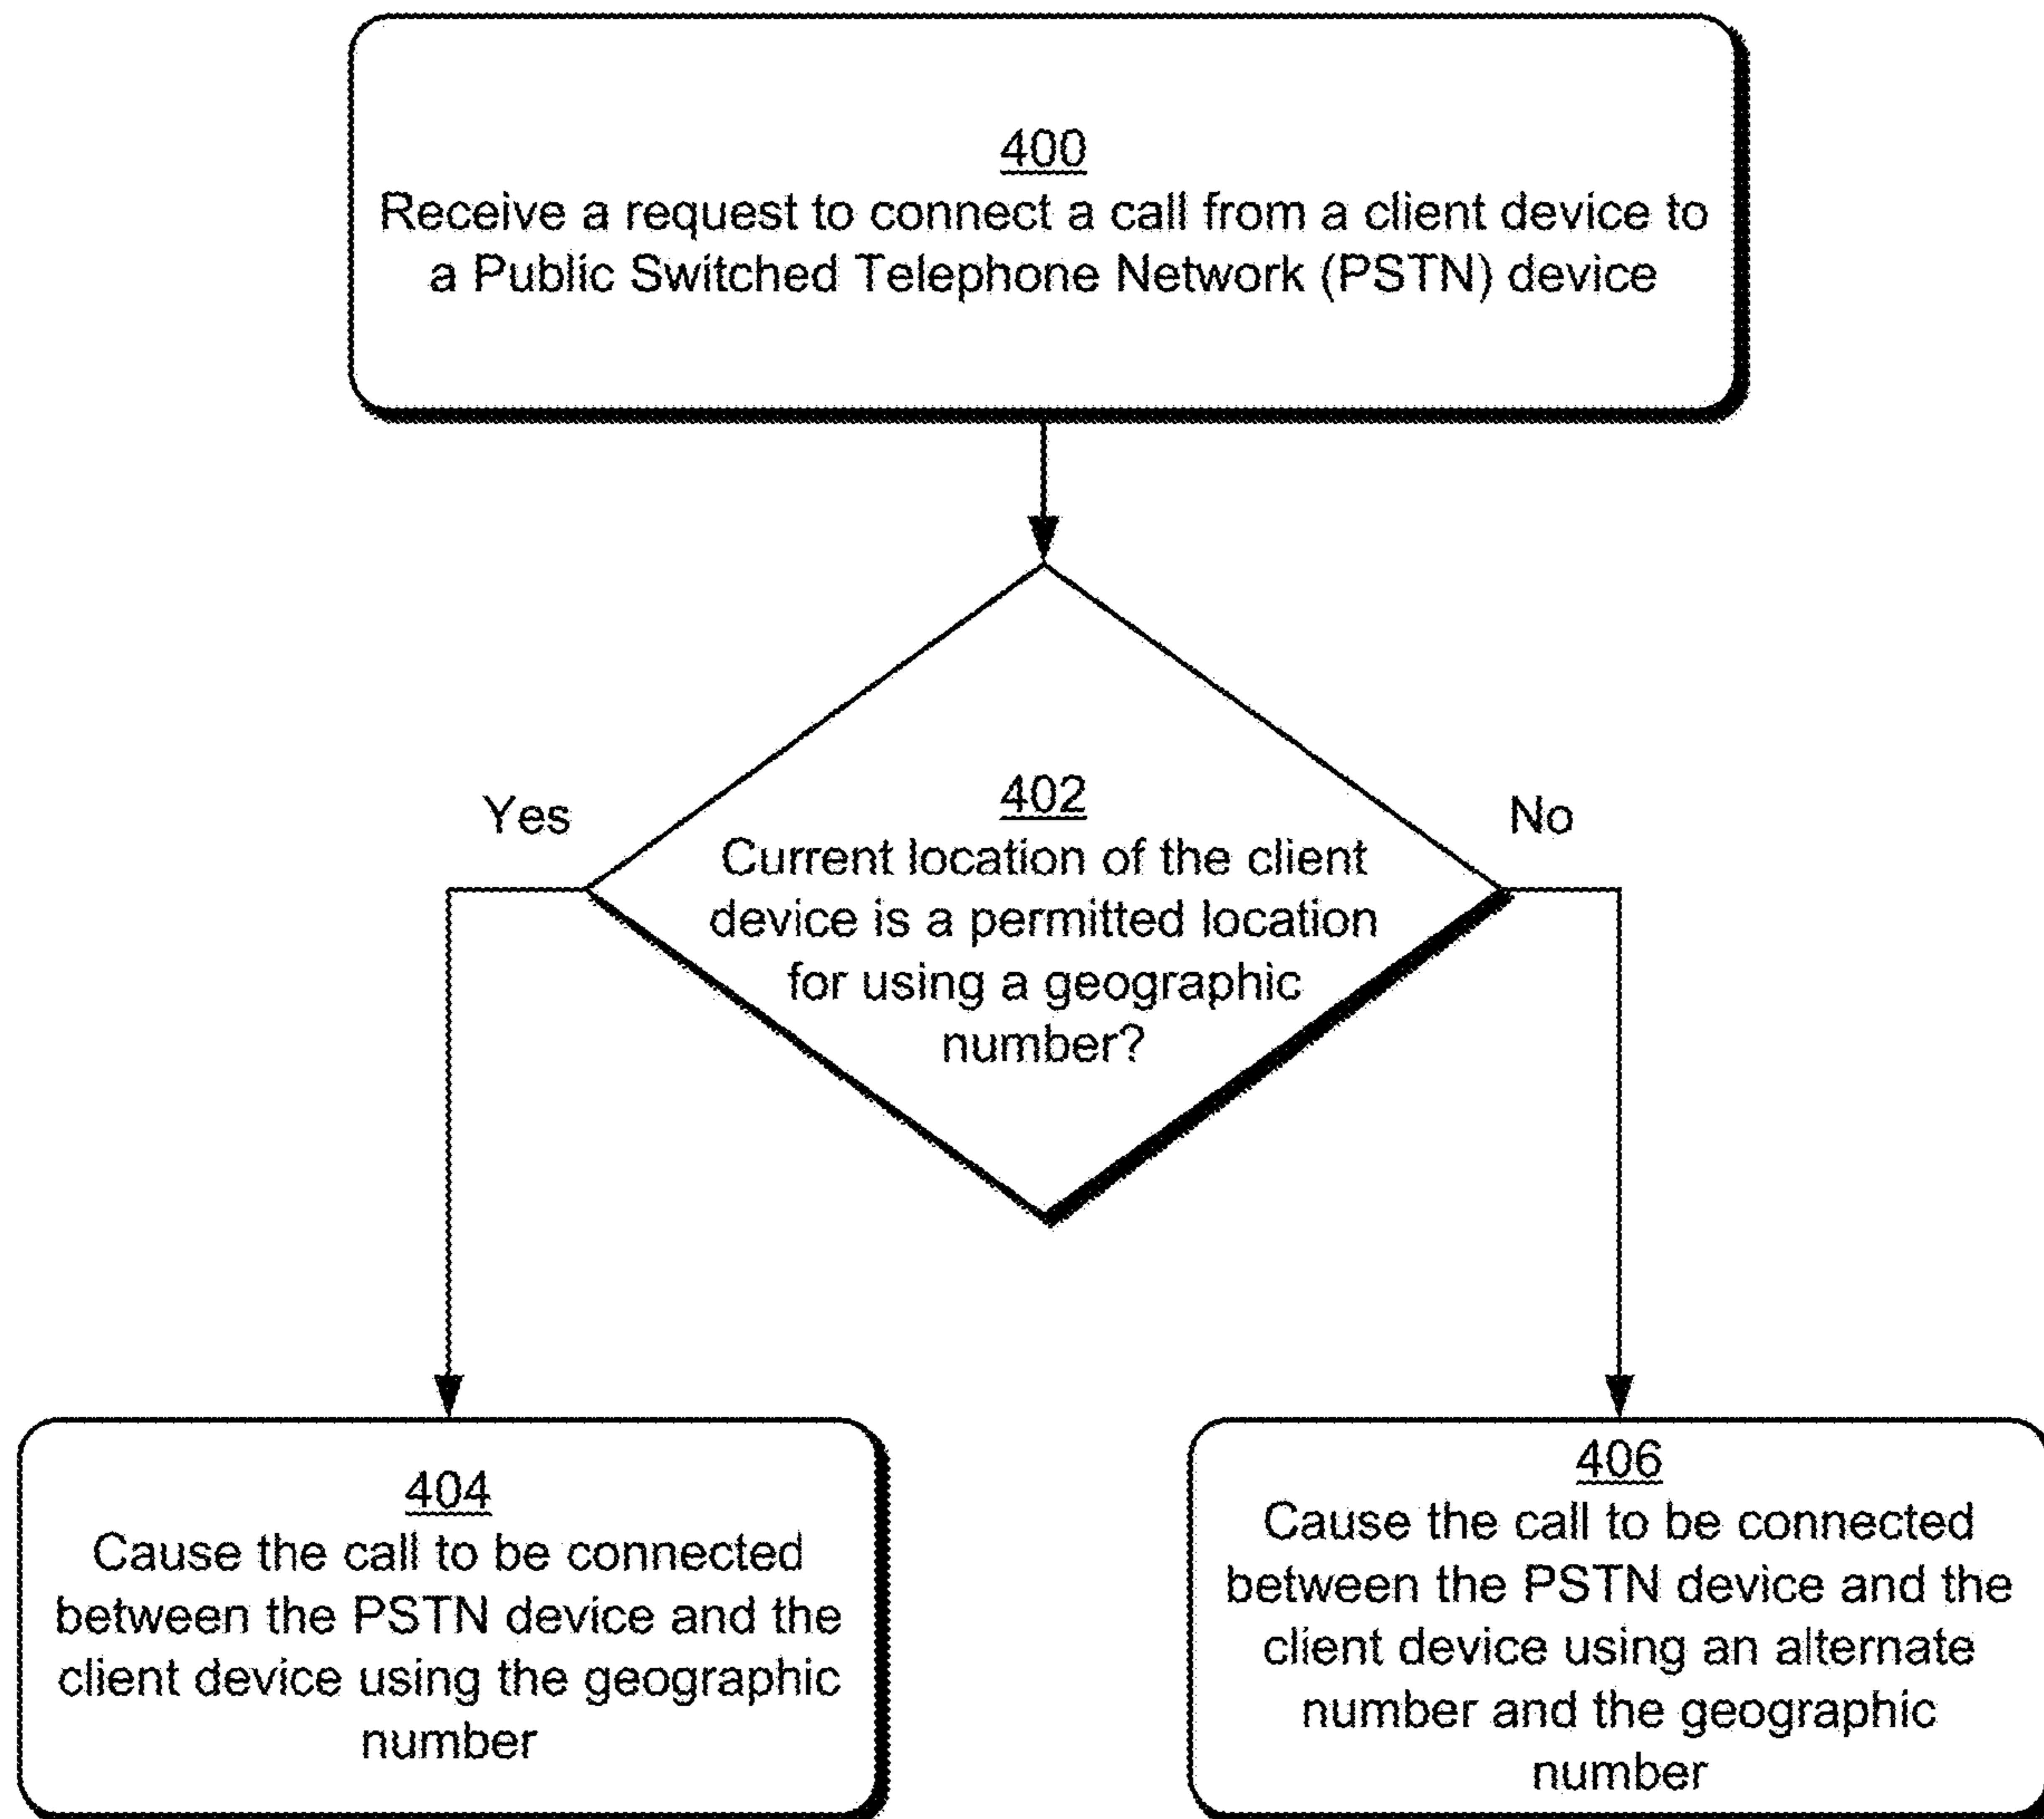 400
Receive a request to connect a call from a client device to
a Public Switched Telephone Network (PSTN) device
Yes
402
No
Current location of the client
device is a permitted location
for using a geographic
number?
404
Cause the call to be connected
between the PSTN device and the
client device using the geographic
number
406
Cause the call to be connected
between the PSTN device and the
client device using an alternate
number and the geographic
number